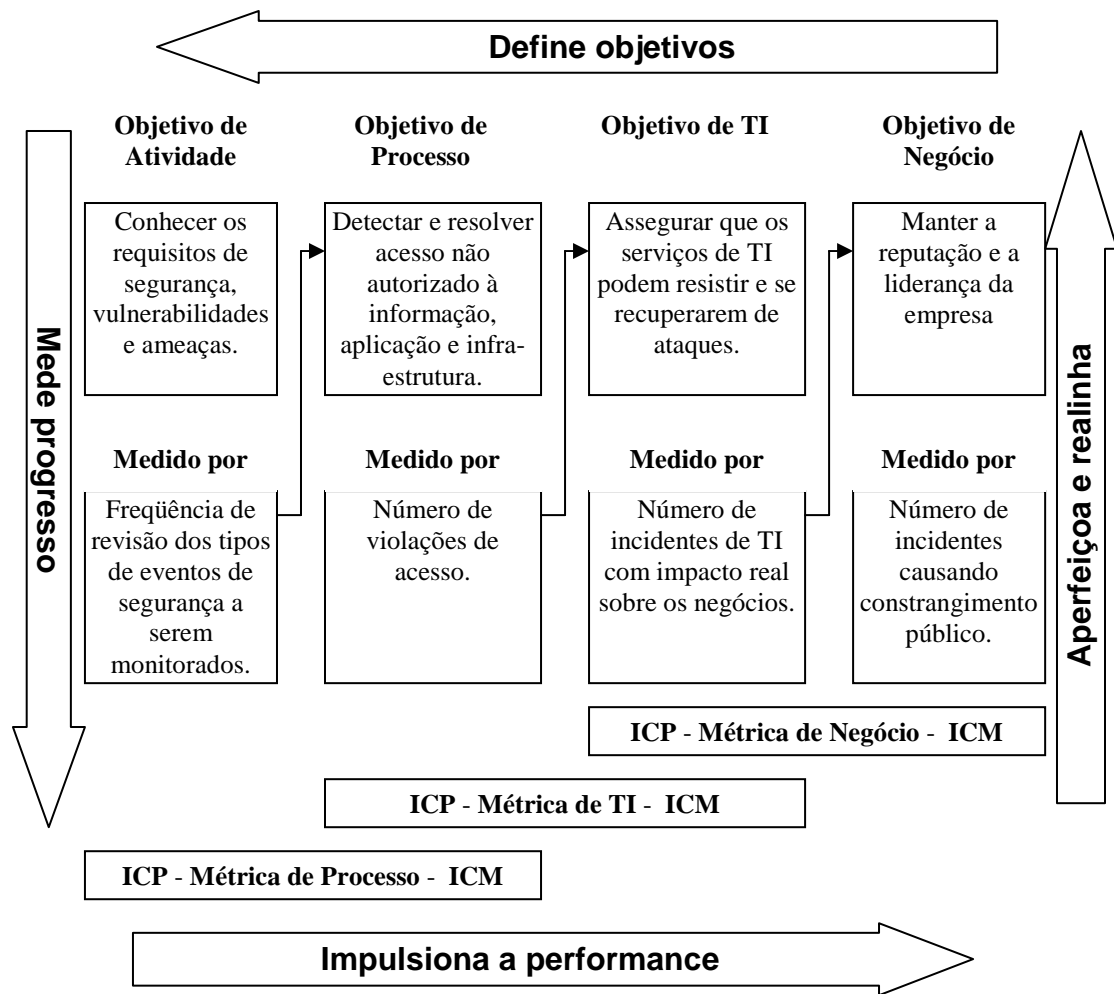 Define objetivos
Objetivo de
Atividade
Objetivo de
Processo
Objetivo de TI
Objetivo de
Negócio
Conhecer os
requisitos de
segurança,
vulnerabilidades
e ameaças.
Detectar e resolver
acesso não
autorizado à
informação,
aplicação e infra-
estrutura.
Assegurar que os
serviços de TI
podem resistir e se
recuperarem de
ataques.
Manter a
reputação e a
liderança da
empresa
Mede progresso
Aperfeiçoa e realinha
Medido por
Medido por
Medido por
Medido por
Freqüência de
revisão dos tipos
de eventos de
segurança a
serem
monitorados.
Número de
violações de
acesso.
Número de
incidentes de TI
com impacto real
sobre os negócios.
Número de
incidentes
causando
constrangimento
público.
ICP - Métrica de Negócio - ICM
ICP - Métrica de TI - ICM
ICP - Métrica de Processo - ICM
Impulsiona a performance